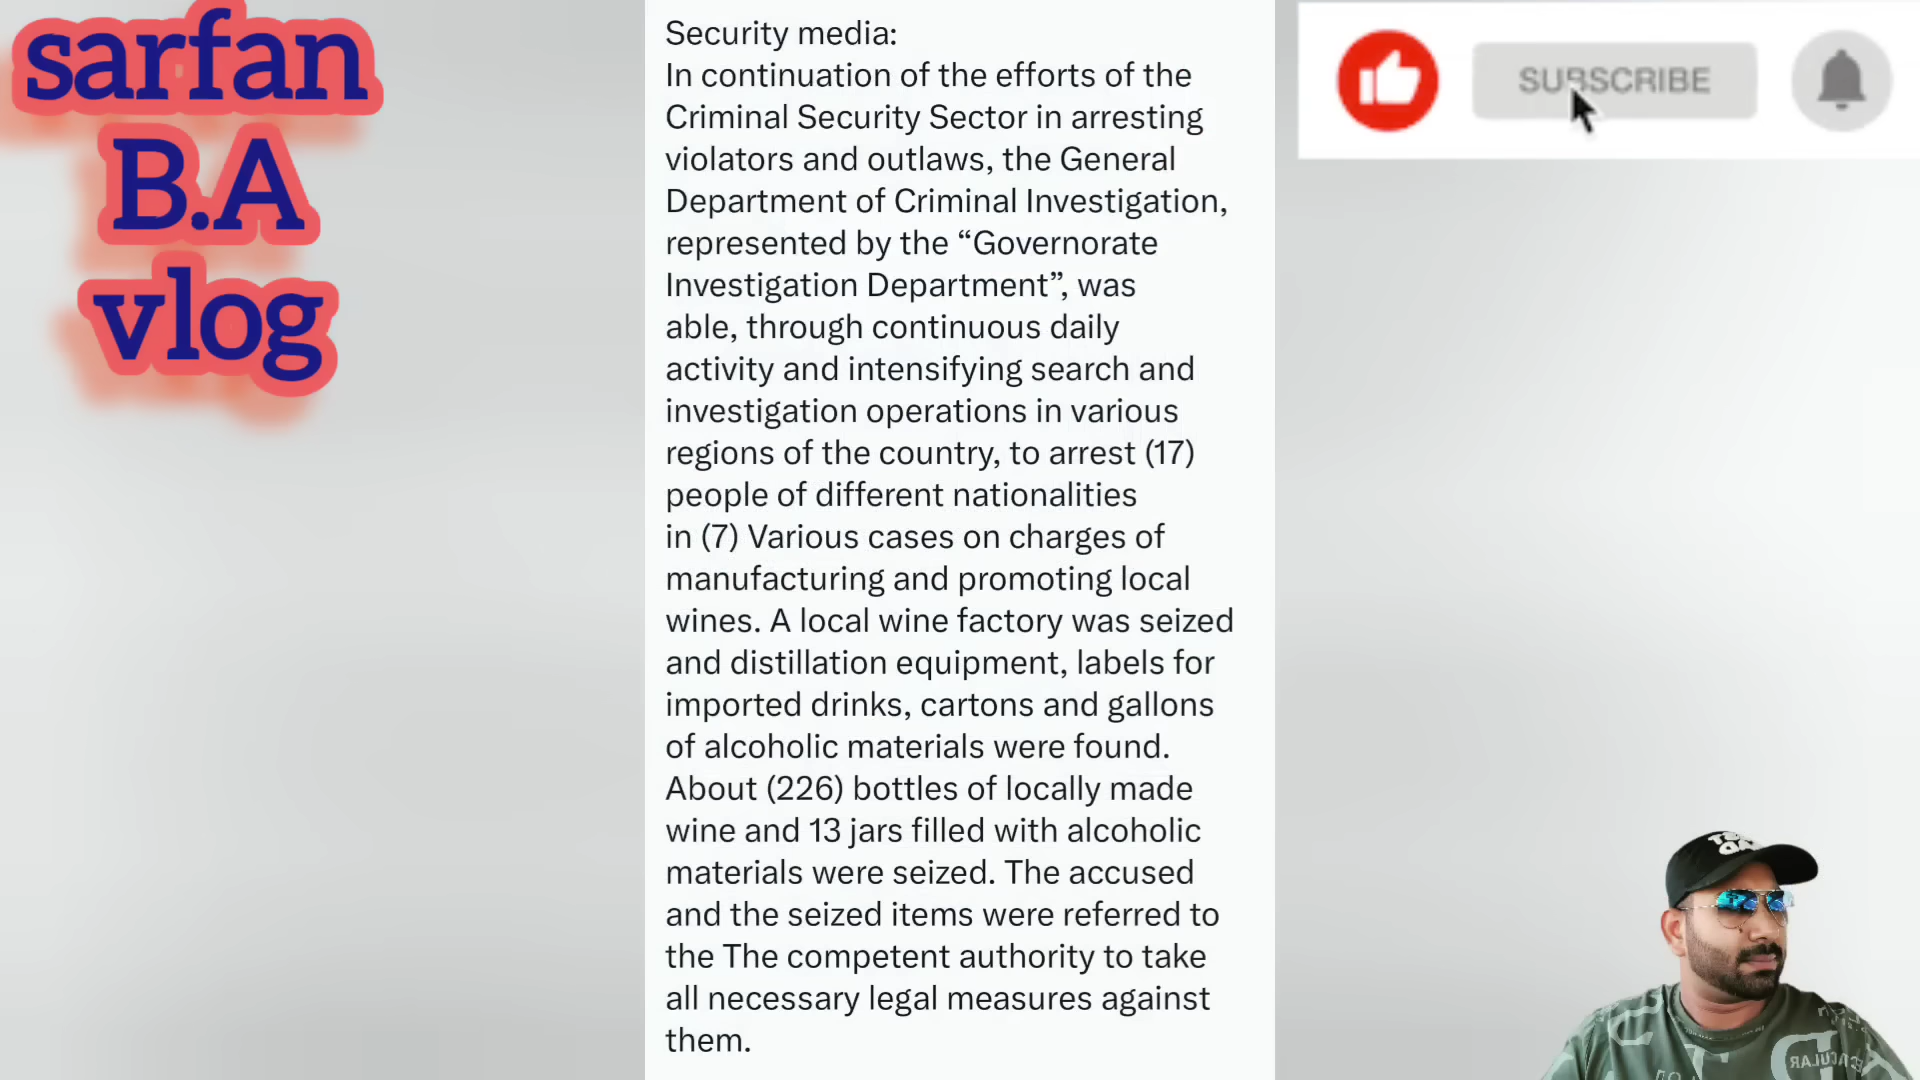 sarfan
B.A
vlog
Security media:
In continuation of the efforts of the
Criminal Security Sector in arresting
violators and outlaws, the General
Department of Criminal Investigation,
represented by the “Governorate
Investigation Department”, was
able, through continuous daily
activity and intensifying search and
investigation operations in various
regions of the country, to arrest (17)
people of different nationalities
in (7) Various cases on charges of
manufacturing and promoting local
wines. A local wine factory was seized
and distillation equipment, labels for
imported drinks, cartons and gallons
of alcoholic materials were found.
About (226) bottles of locally made
wine and 13 jars filled with alcoholic
materials were seized. The accused
and the seized items were referred to
the The competent authority to take
all necessary legal measures against
them.
SUBSCRIBE